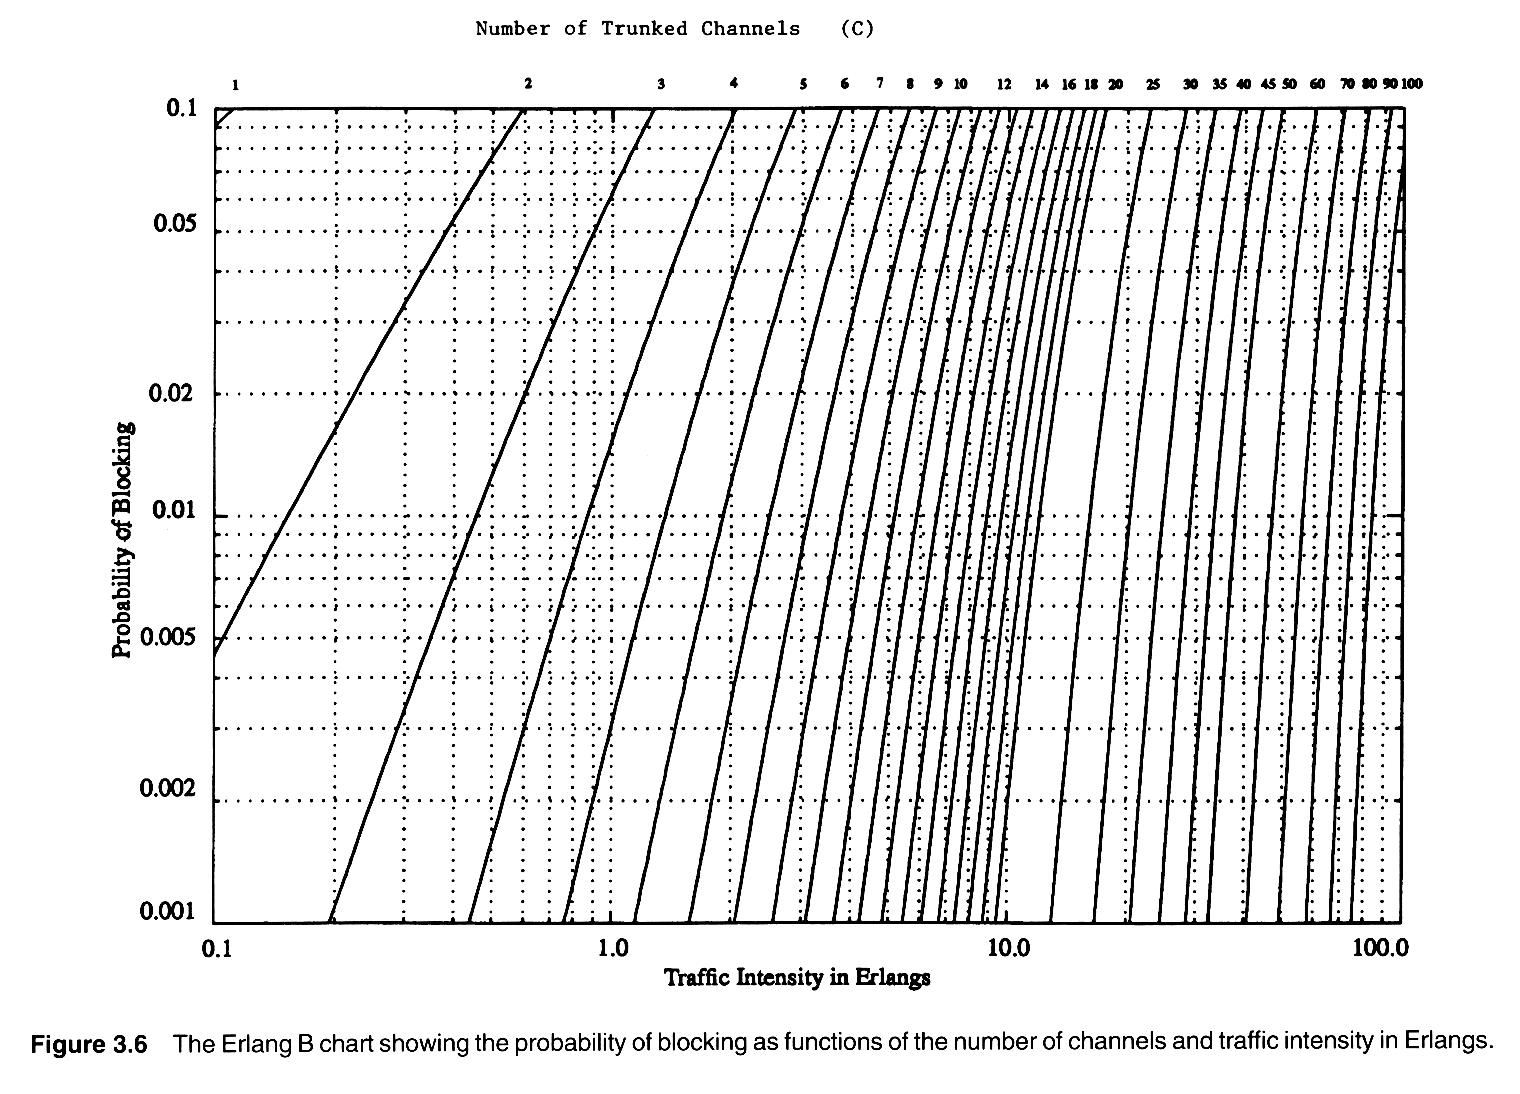 Number of Trunked Channels (C)
1 2 3 4 5 6 7 8 9 10 12 14 16 18 20 25 30 35 40 45 50 60 70 80 90 100
0.1
0.05
0.02
0.01
0.005
0.002
0.001
Probability of Blocking
0.1 1.0 10.0 100.0
Traffic Intensity in Erlangs
Figure 3.6 The Erlang B chart showing the probability of blocking as functions of the number of channels and traffic intensity in Erlangs.